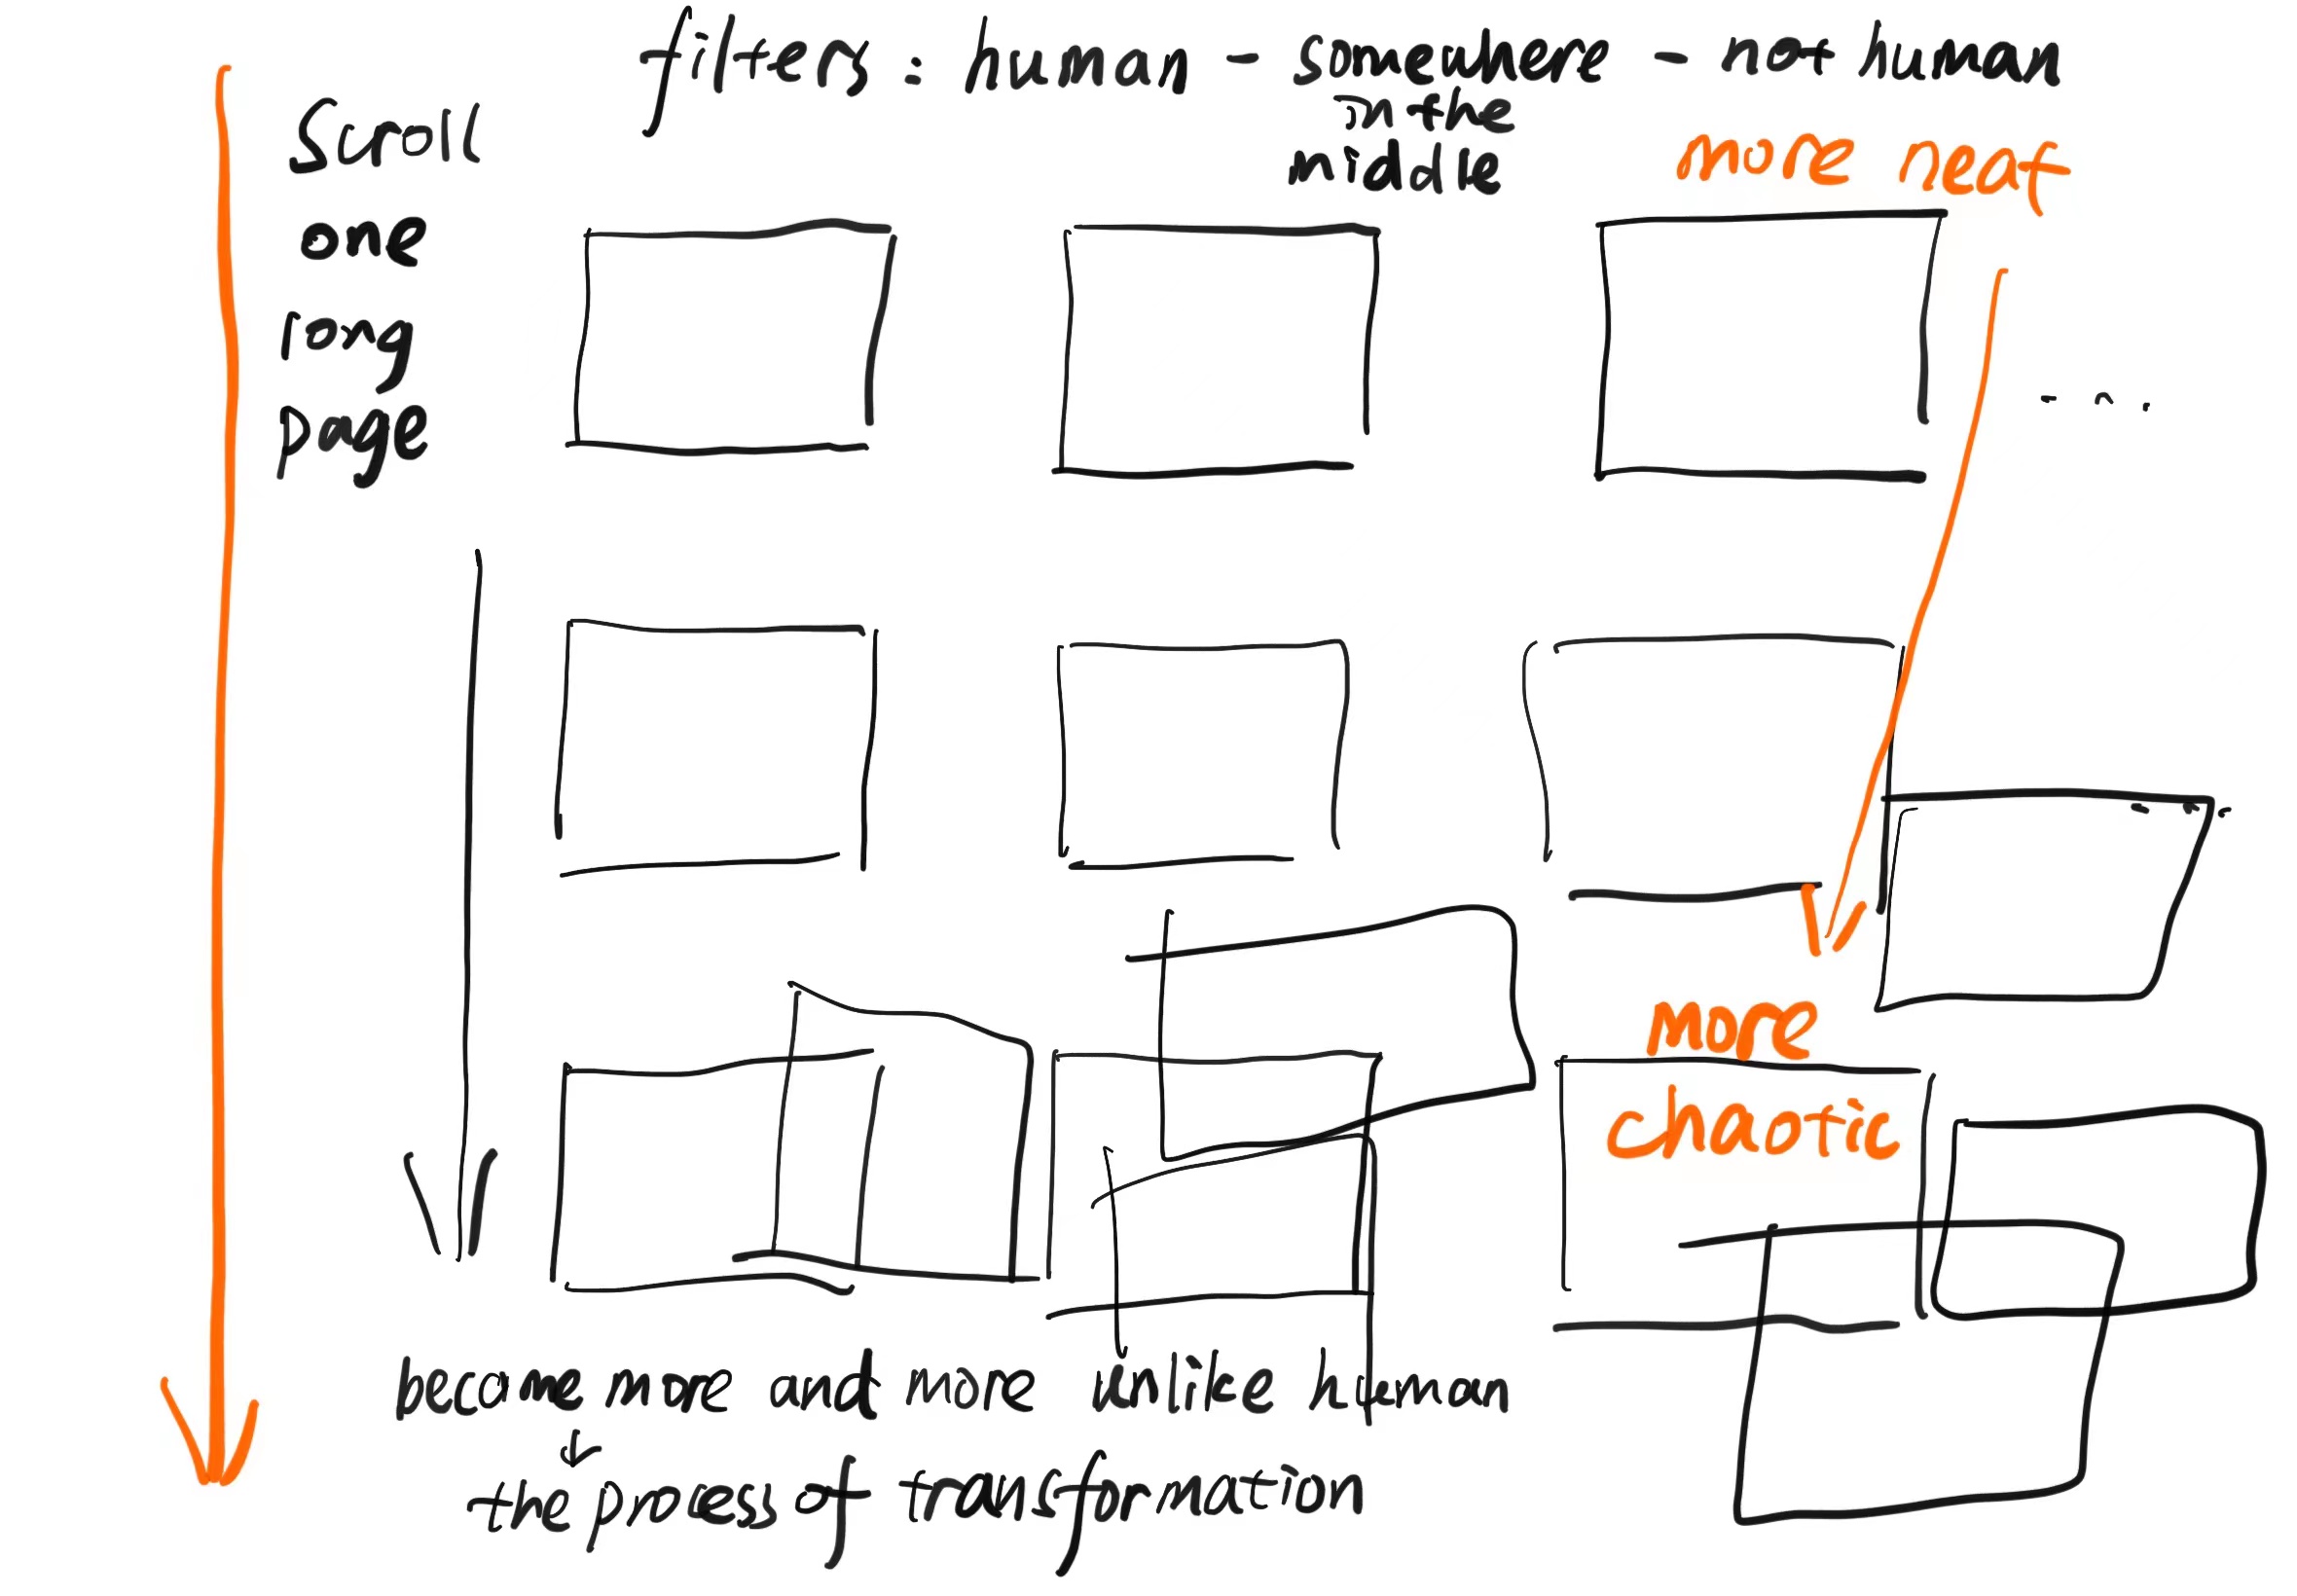 filters : human - somewhere - not human
in the
middle
more neat
Scroll
one
long
page
- - .
more
chaotic
become more and more unlike human
the process of transformation